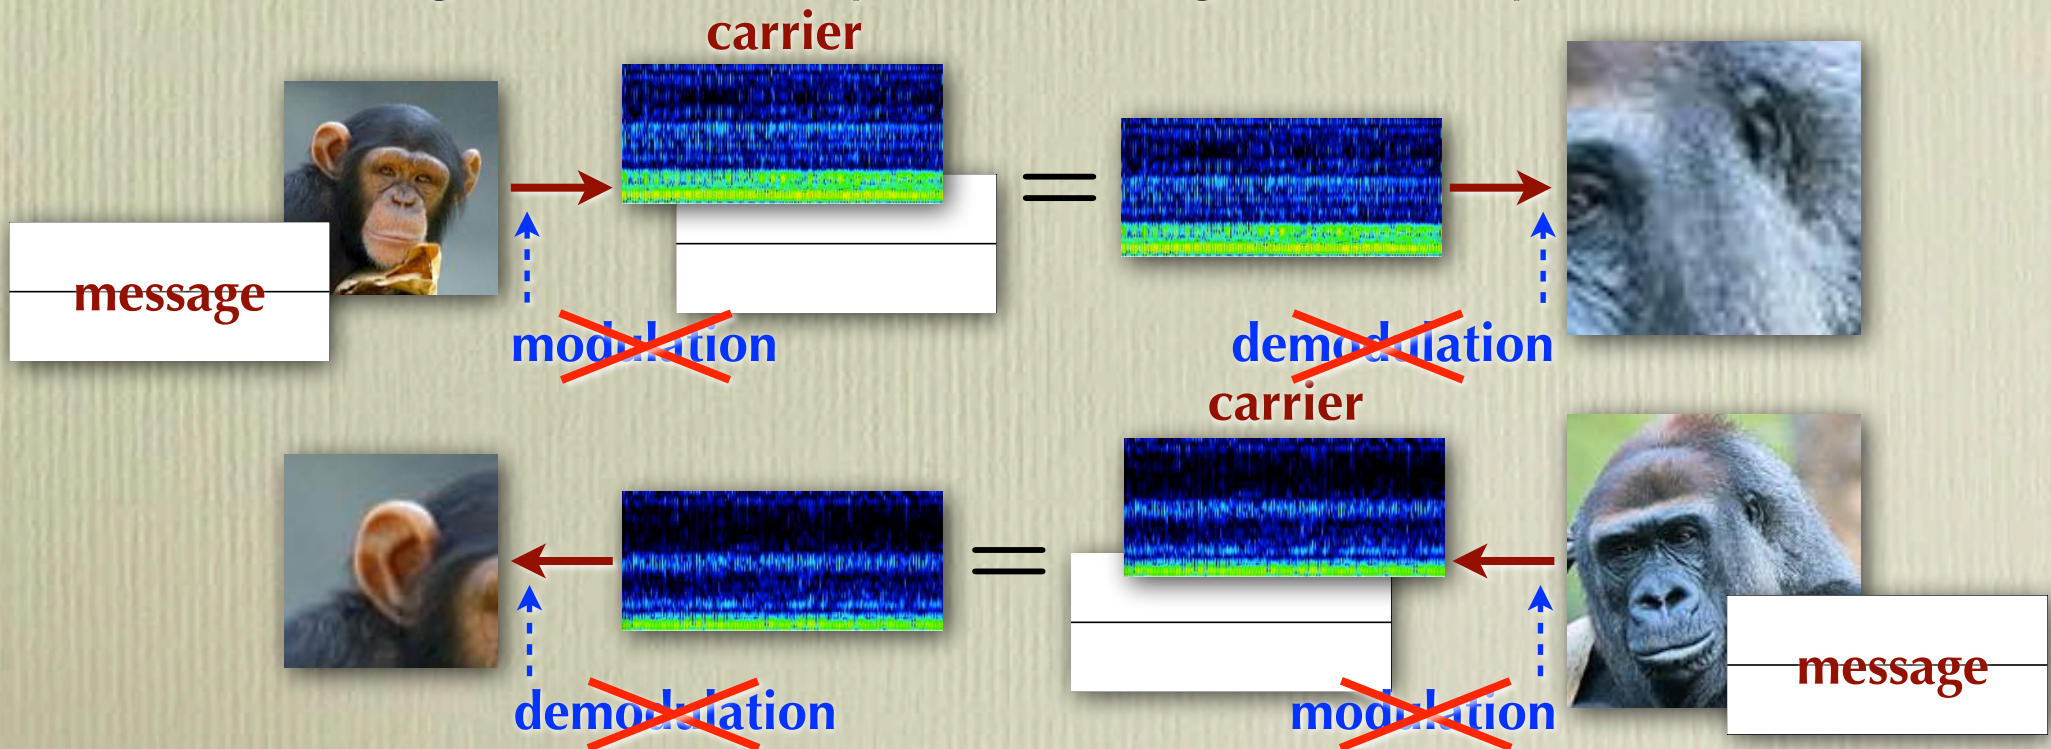 carrier
message
modulation
demodulation
carrier
message
demodulation
modulation